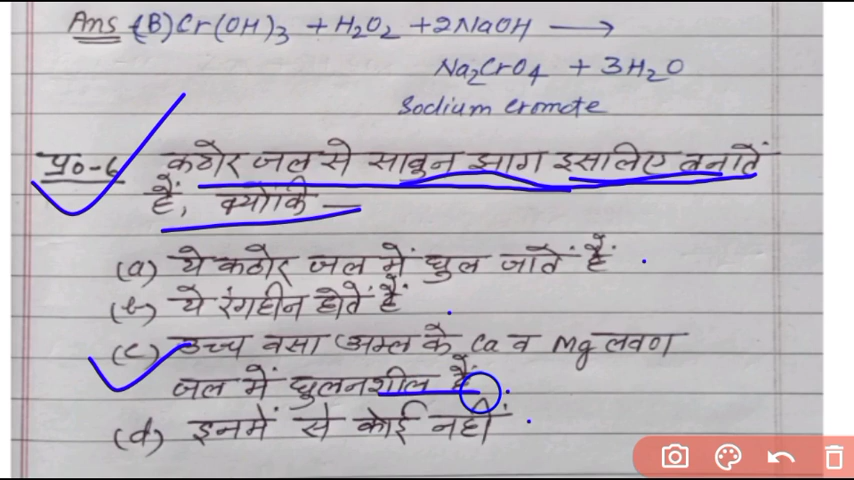 Ans (B) Cr(OH)3 + H2O2 + 2NaOH ⟶
Na2CrO4 + 3H2O
Sodium cromote
प्र०-6 कठोर जल से साबुन झाग इसलिए बनातें
हैं, क्योंकि —
(a) ये कठोर जल में घुल जातें हैं
(b) ये रंगहीन होतें हैं
(c) उच्च वसा अम्ल के Ca व Mg लवण
जल में घुलनशील हैं
(d) इनमें से कोई नहीं